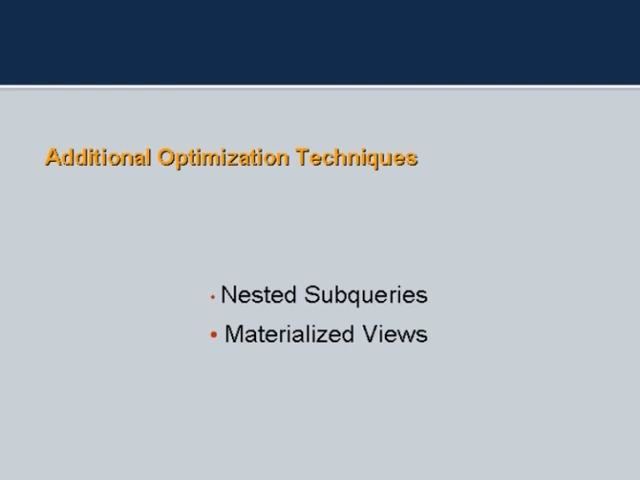 Additional Optimization Techniques
• Nested Subqueries
• Materialized Views